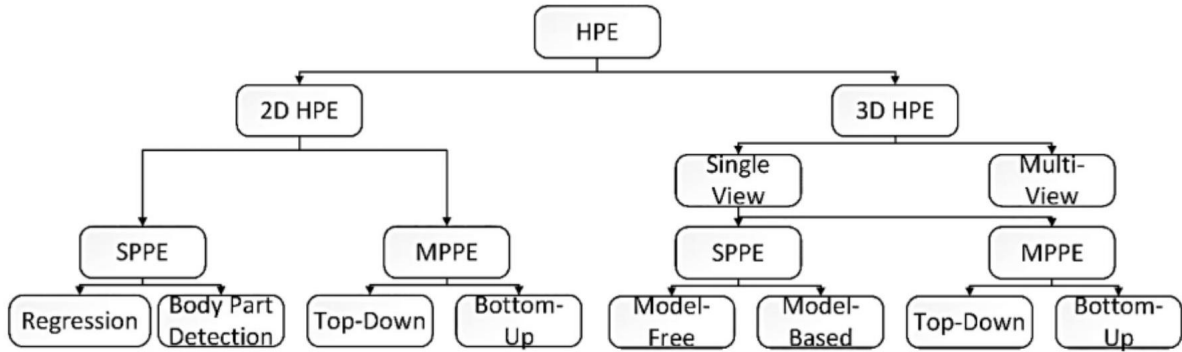 HPE
2D HPE
3D HPE
Single
View
Multi-
View
SPPE
MPPE
SPPE
MPPE
Regression
Body Part
Detection
Top-Down
Bottom-
Up
Model-
Free
Model-
Based
Top-Down
Bottom-
Up